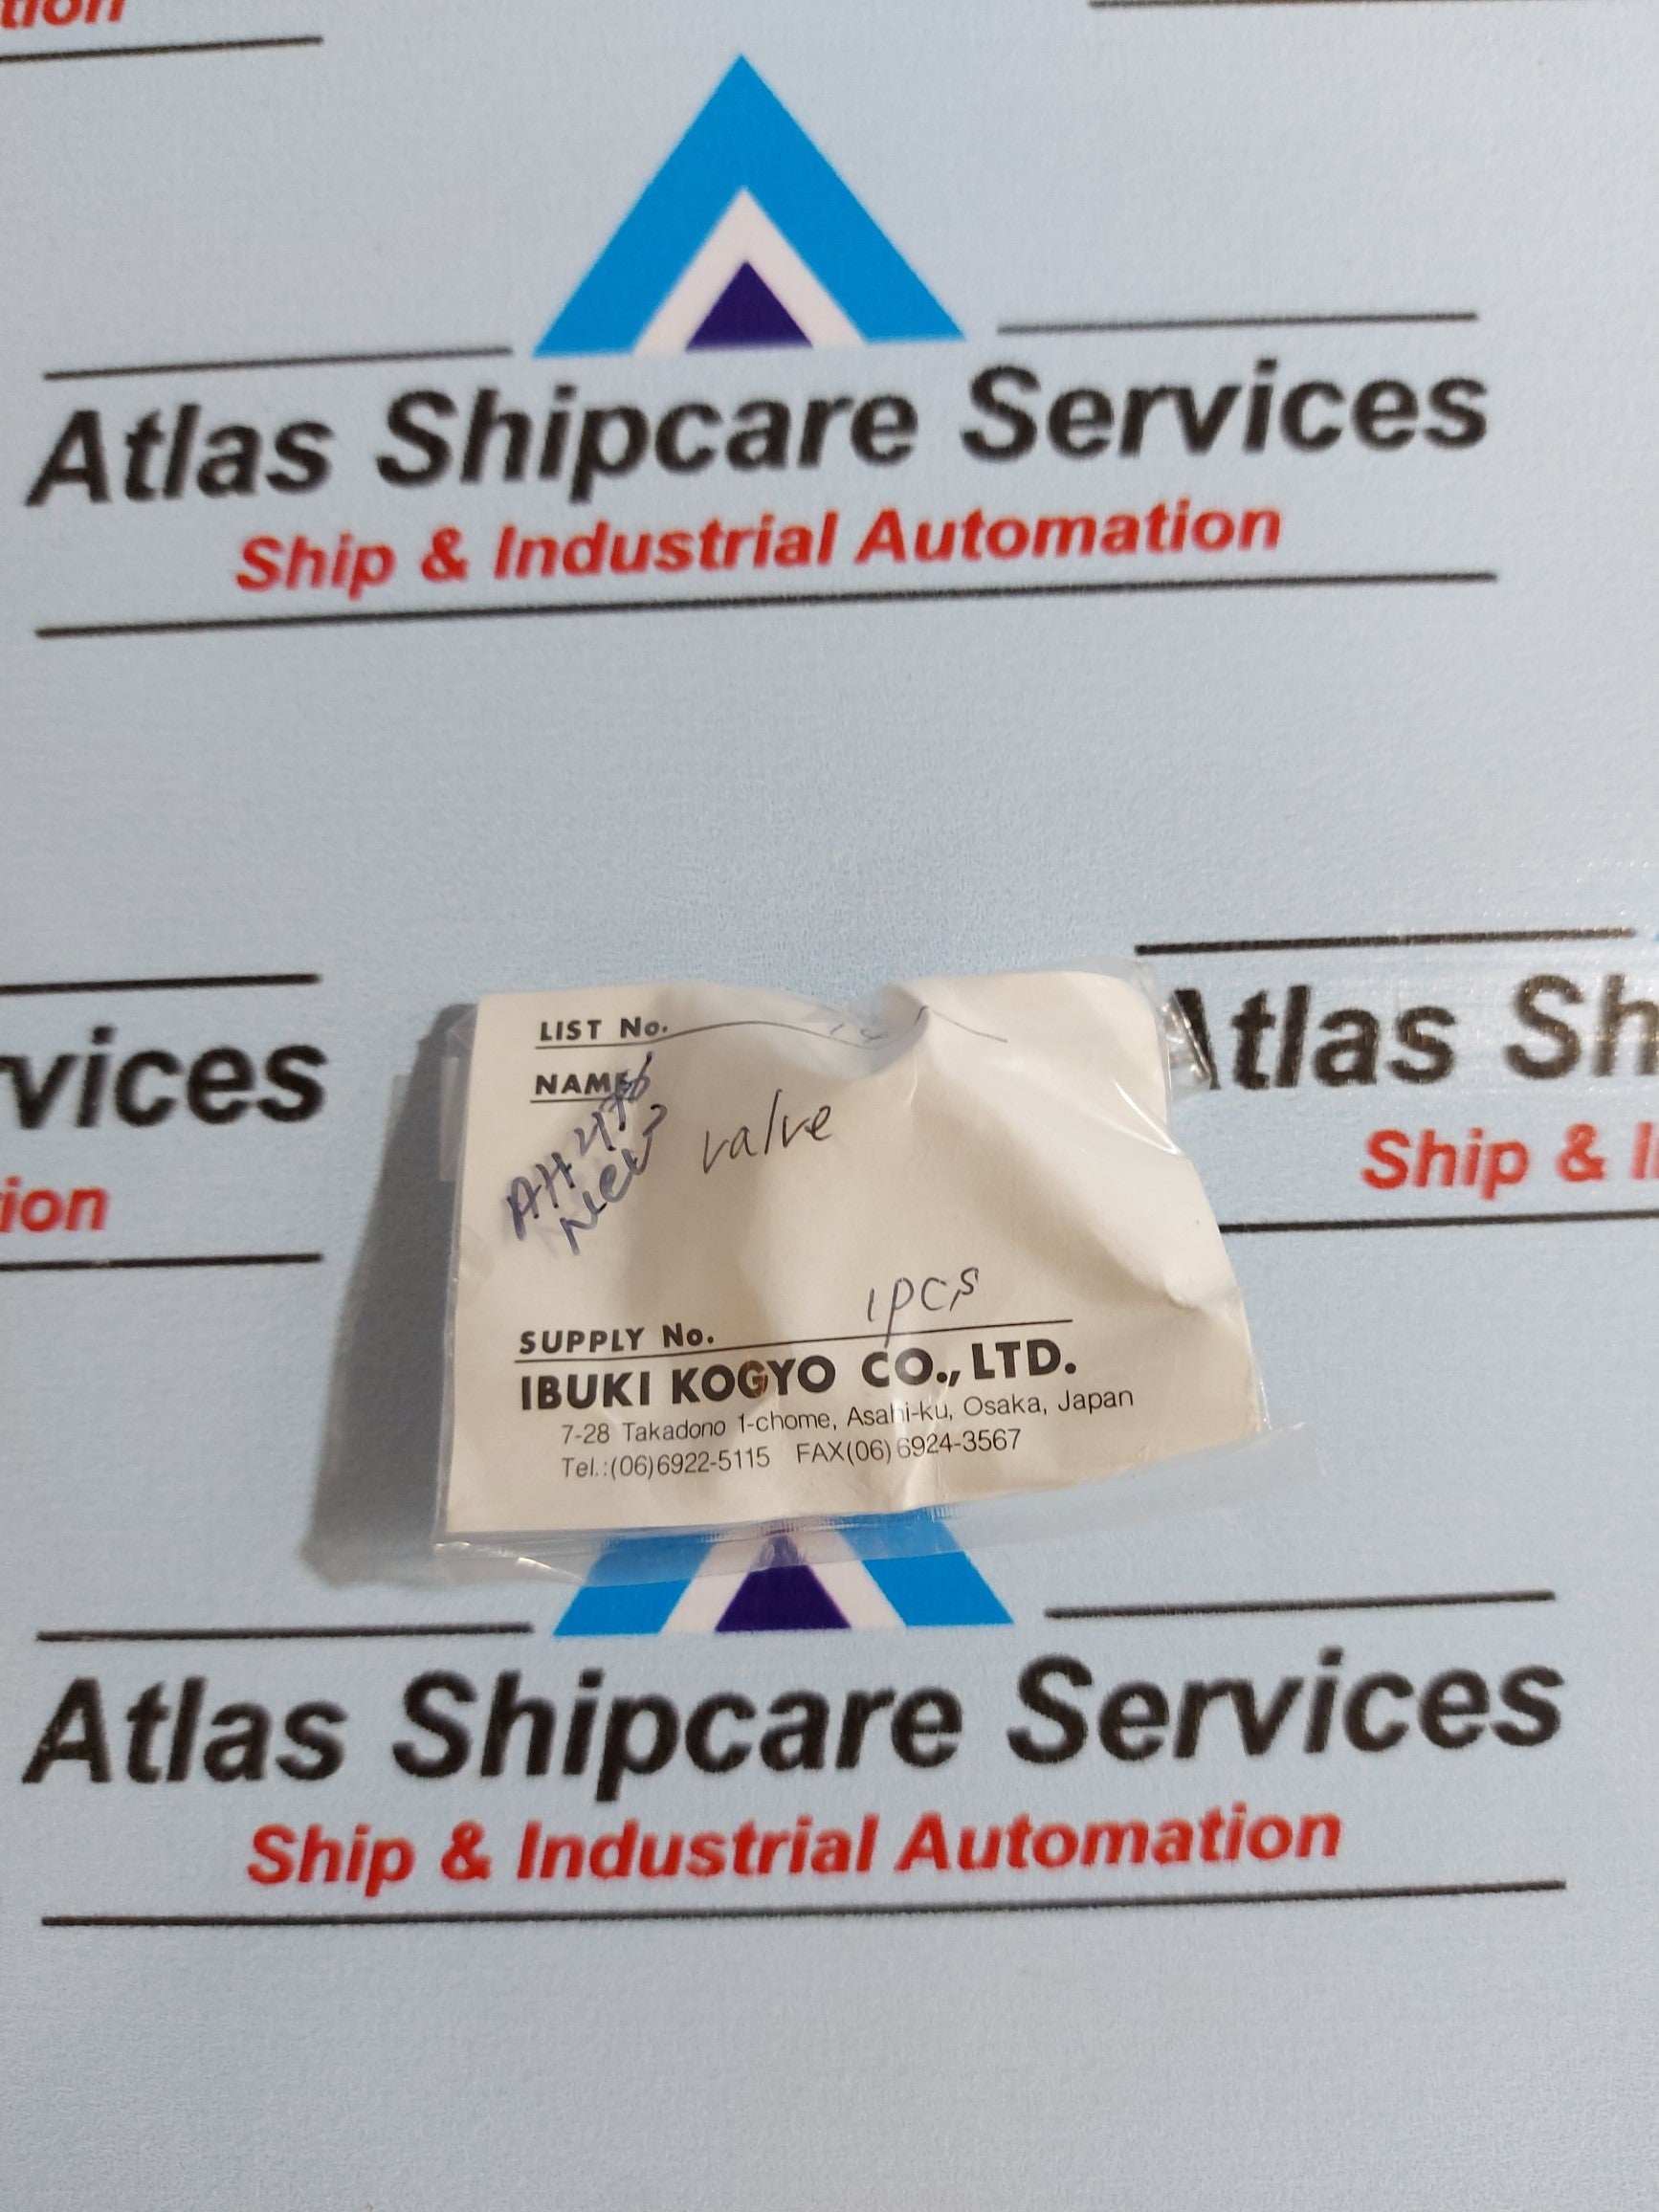 tion
Atlas Shipcare Services
Ship & Industrial Automation
vices
ion
Atlas Sh
Ship & I
LIST No.
NAME
valve
New
SUPPLY No. 1pcs
IBUKI KOGYO CO., LTD.
7-28 Takadono 1-chome, Asahi-ku, Osaka, Japan
Tel.:(06)6922-5115 FAX(06)6924-3567
Atlas Shipcare Services
Ship & Industrial Automation